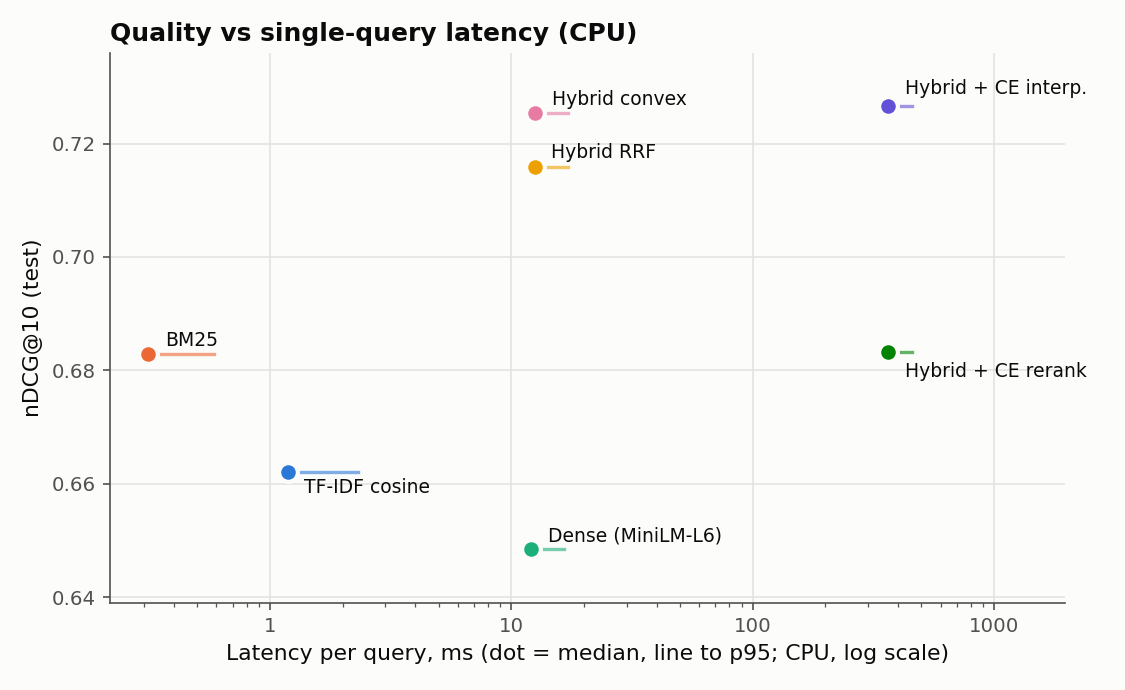 Quality vs single-query latency (CPU)
Hybrid + CE interp.
Hybrid convex
Hybrid RRF
0.72
0.70
BM25
0.68
Hybrid + CE rerank
0.66
TF-IDF cosine
Dense (MiniLM-L6)
0.64
nDCG@10 (test)
1 10 100 1000
Latency per query, ms (dot = median, line to p95; CPU, log scale)